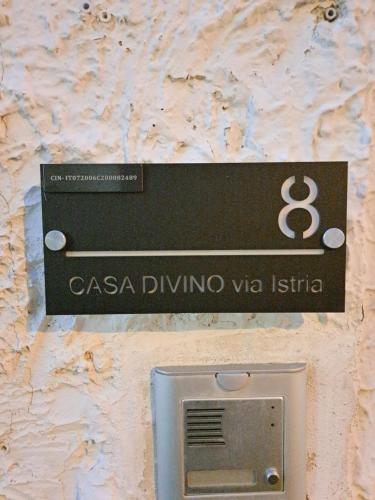 CIN-IT072006C200082489
8
CASA DIVINO via Istria